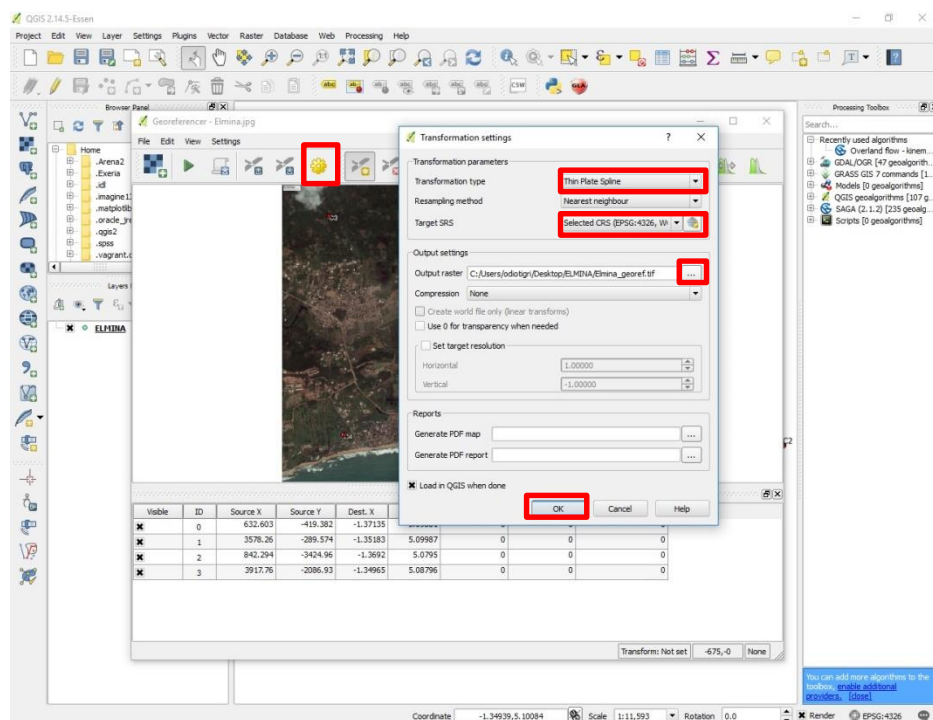 QGIS 2.14.5-Essen
Project Edit View Layer Settings Plugins Vector Raster Database Web Processing Help
Browser Panel
Home
.Arena2
.Exeria
.idl
.matplotlib
.qgis2
.spss
Layers
ELMINA
Georeferencer - Elmina.jpg
File Edit View Settings
Transformation settings
Transformation parameters
Transformation type Thin Plate Spline
Resampling method Nearest neighbour
Target SRS Selected CRS (EPSG:4326, W
Output settings
Output raster C:/Users/odiotigri/Desktop/ELMINA/Elmina_georef.tif ...
Compression None
Create world file only (linear transforms)
Use 0 for transparency when needed
Set target resolution
Horizontal 1.00000
Vertical -1.00000
Reports
Generate PDF map ...
Generate PDF report ...
Load in QGIS when done
OK Cancel Help
Visible ID Source X Source Y Dest. X
0 632.603 -419.382 -1.37135
1 3578.26 -289.574 -1.35183 5.09987 0 0 0
2 842.294 -3424.96 -1.3692 5.0795 0 0 0
3 3917.76 -2086.93 -1.34965 5.08796 0 0 0
Transform: Not set -675,-0 None
Processing Toolbox
Search...
Recently used algorithms
Overland flow - kinem...
GDAL/OGR [47 geoalgorith...
GRASS GIS 7 commands [1...
Models [0 geoalgorithms]
QGIS geoalgorithms [107 g...
SAGA (2.1.2) [235 geoalg...
Scripts [0 geoalgorithms]
You can add more algorithms to the
toolbox, enable additional
providers. [close]
Coordinate -1.34939,5.10084 Scale 1:11,593 Rotation 0.0 Render EPSG:4326